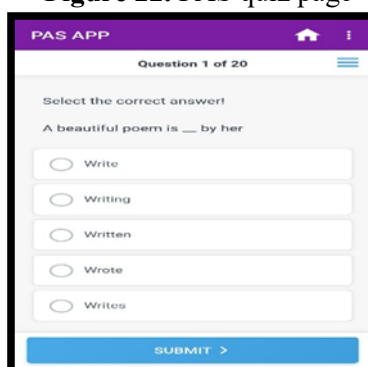 PAS APP
Question 1 of 20
Select the correct answer!
A beautiful poem is __ by her
Write
Writing
Written
Wrote
Writes
SUBMIT >